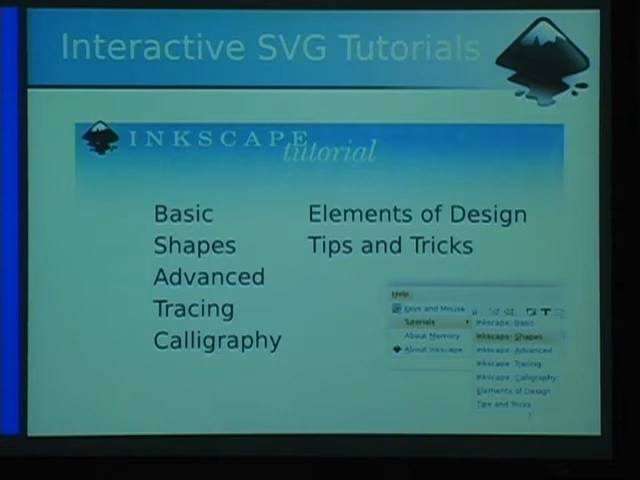 Interactive SVG Tutorials
INKSCAPE
tutorial
Basic
Shapes
Advanced
Tracing
Calligraphy
Elements of Design
Tips and Tricks
Help
Keys and Mouse
Tutorials
About Memory
About Inkscape
Inkscape: Basic
Inkscape: Shapes
Inkscape: Advanced
Inkscape: Tracing
Inkscape: Calligraphy
Elements of Design
Tips and Tricks